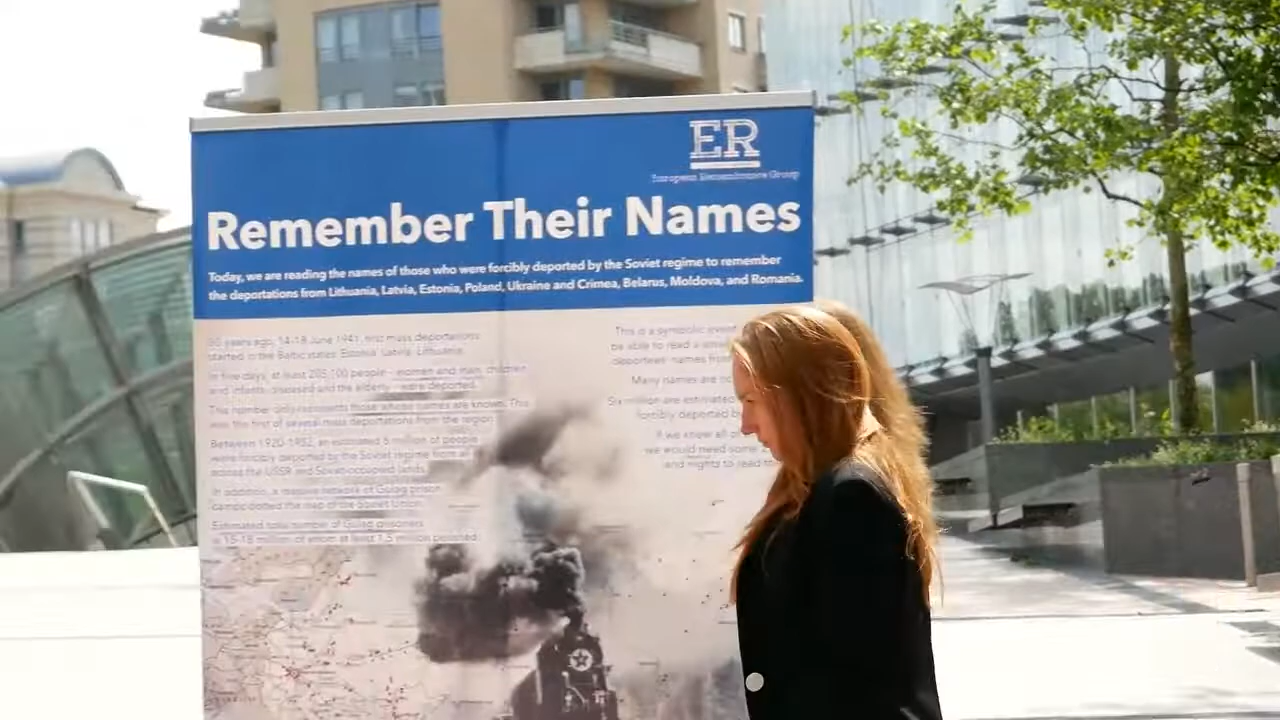 ER
European Remembrance Group
Remember Their Names
Today, we are reading the names of those who were forcibly deported by the Soviet regime to remember
the deportations from Lithuania, Latvia, Estonia, Poland, Ukraine and Crimea, Belarus, Moldova, and Romania.
80 years ago, 14-18 June 1941, first mass deportations
started in the Baltic states: Estonia, Latvia, Lithuania.
In five days, at least 205,100 people - women and men, children
and infants, diseased and the elderly - were deported.
The number only represents those whose names are known. This
was the first of several mass deportations from the region.
Between 1920-1952, an estimated 6 million of people
were forcibly deported by the Soviet regime from and
across the USSR and Soviet-occupied lands.
In addition, a massive network of Gulag prison
camps dotted the map of the Soviet Union.
Estimated total number of Gulag prisoners
is 15-18 million of whom at least 1,5 million perished.
This is a symbolic event
be able to read a small
deportees' names from
Many names are no
Six million are estimated
forcibly deported by
If we know all of
we would need some
and nights to read